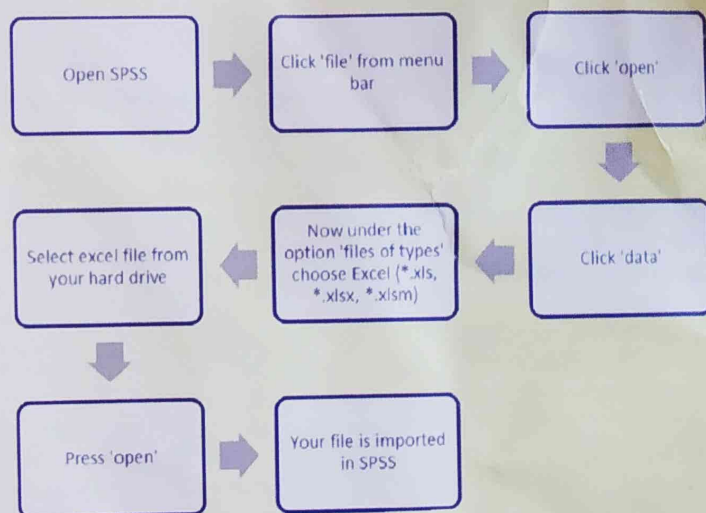 Open SPSS
Click 'file' from menu
bar
Click 'open'
Click 'data'
Now under the
option 'files of types'
choose Excel (*.xls,
*.xlsx, *.xlsm)
Select excel file from
your hard drive
Press 'open'
Your file is imported
in SPSS